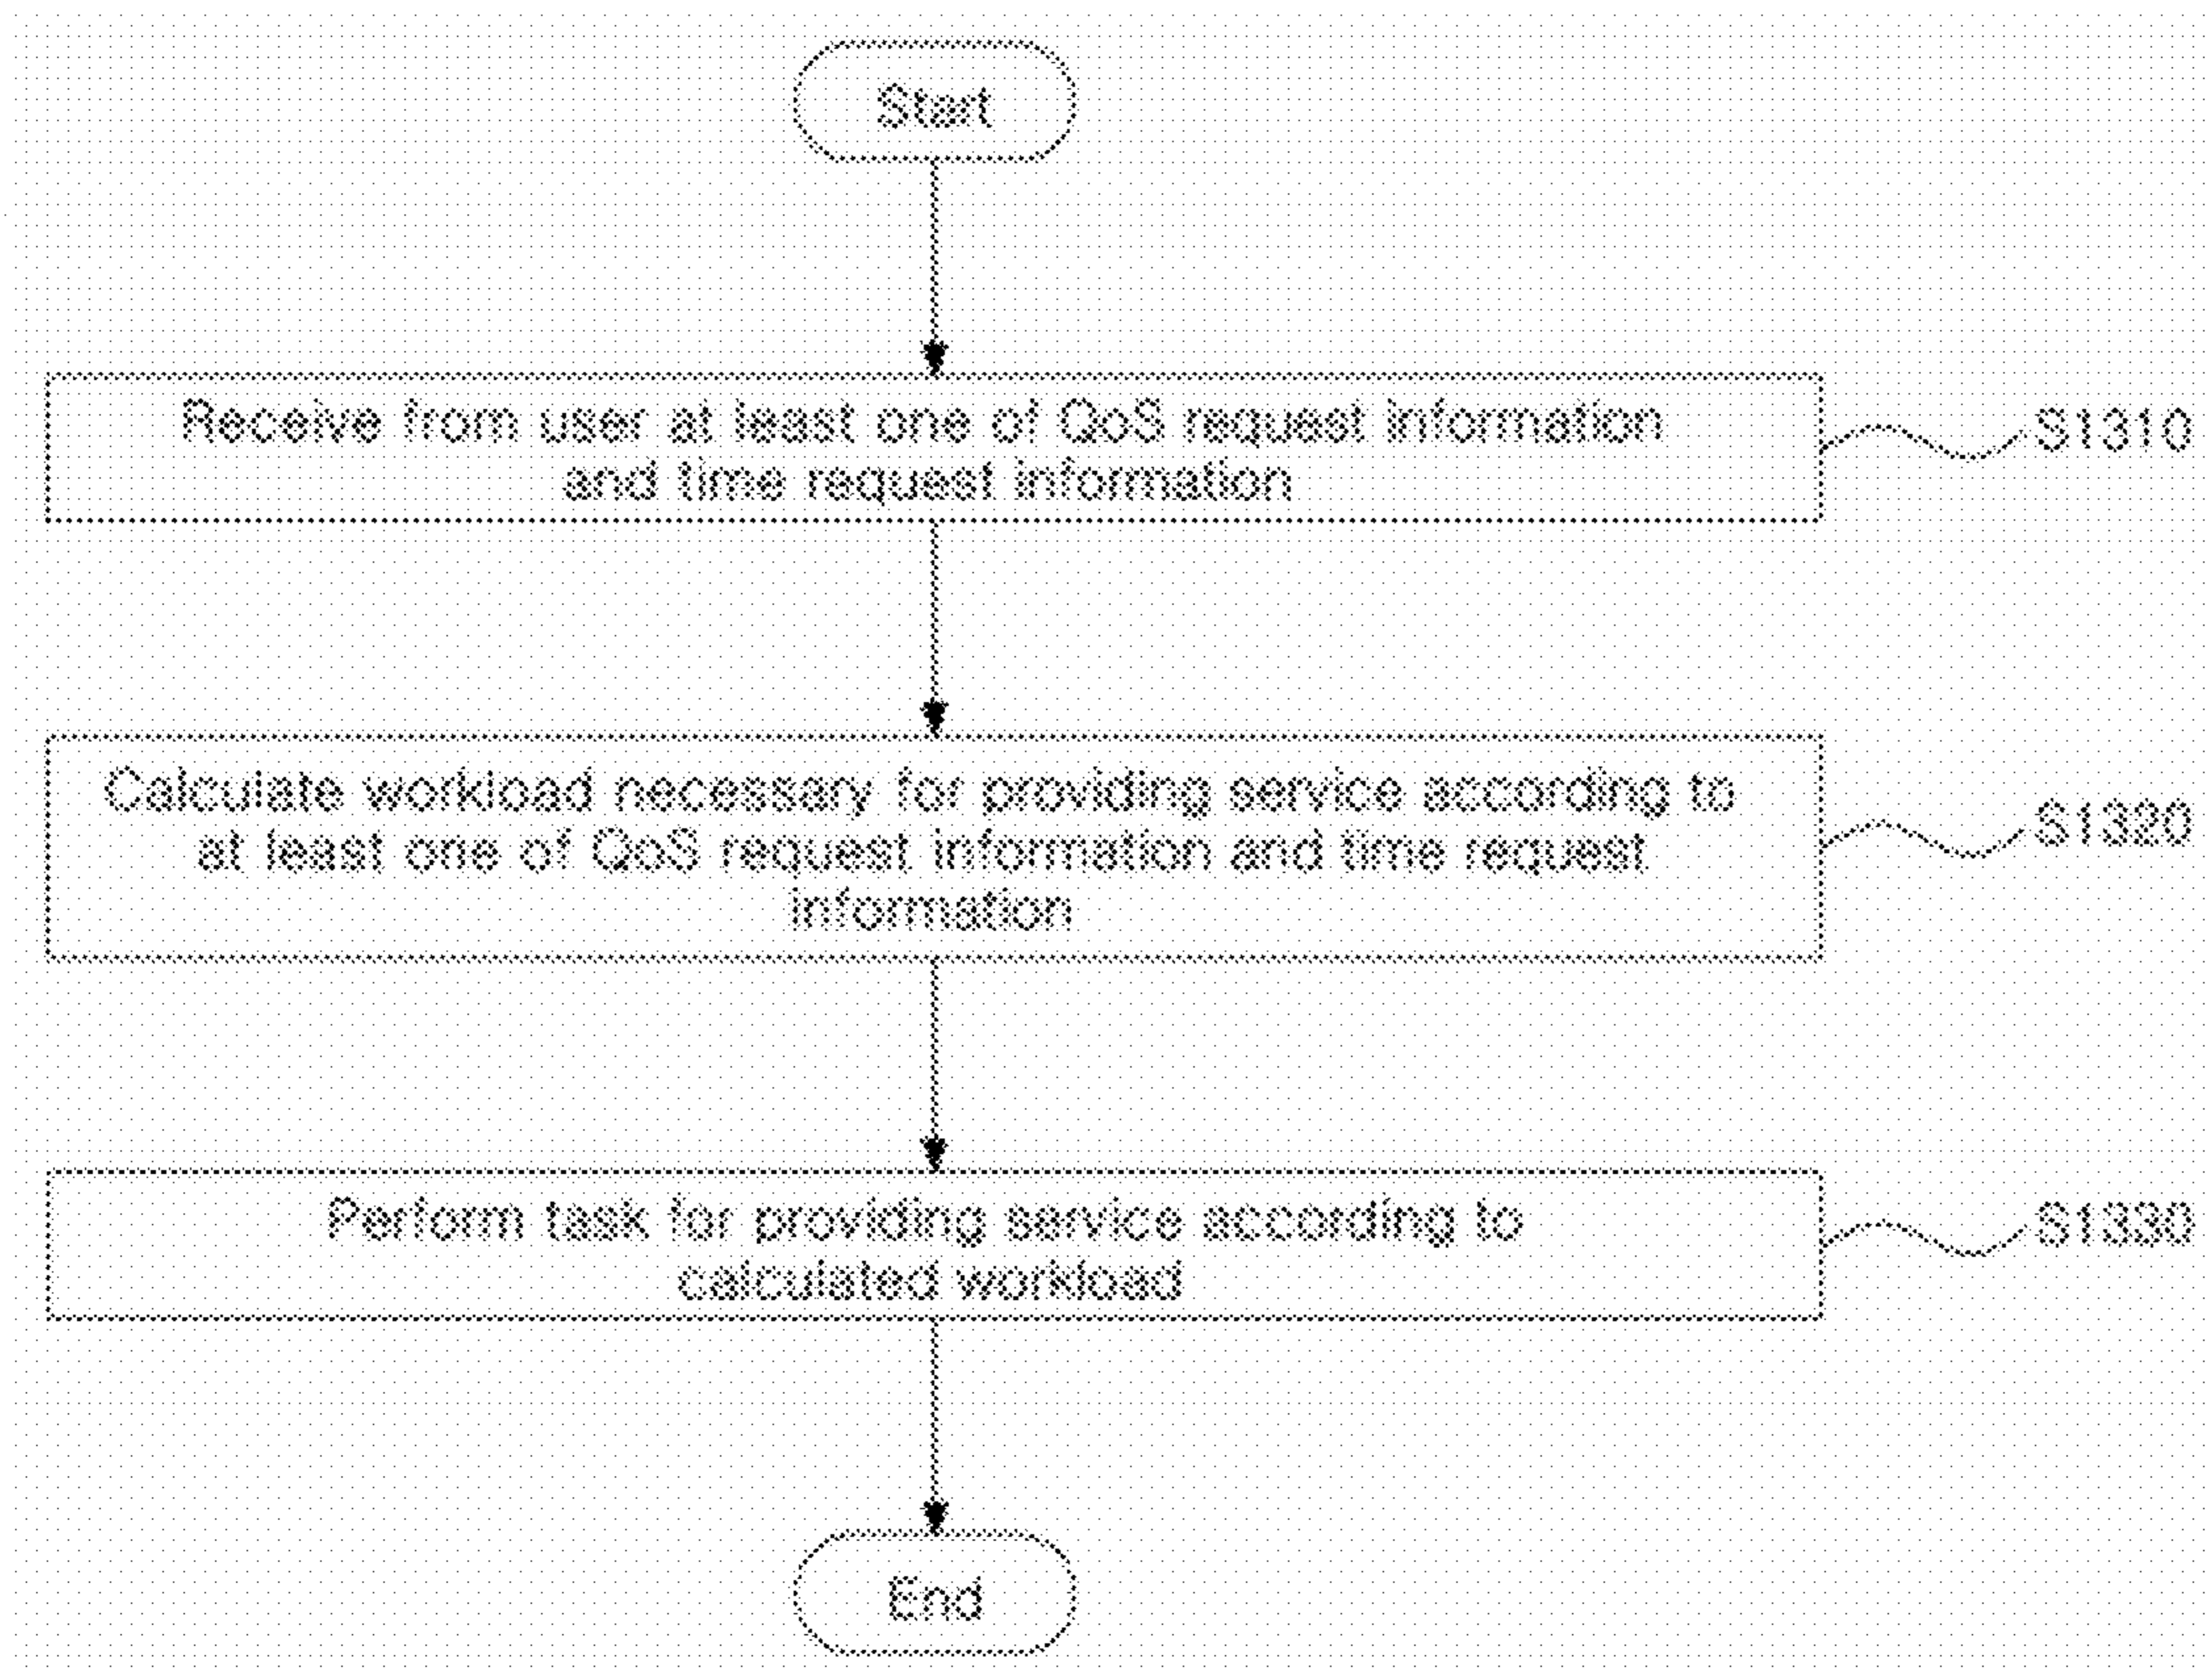 Start
Receive from user at least one of QoS request information
and time request information
S1310
Calculate workload necessary for providing service according to
at least one of QoS request information and time request
information
S1320
Perform task for providing service according to
calculated workload
S1330
End